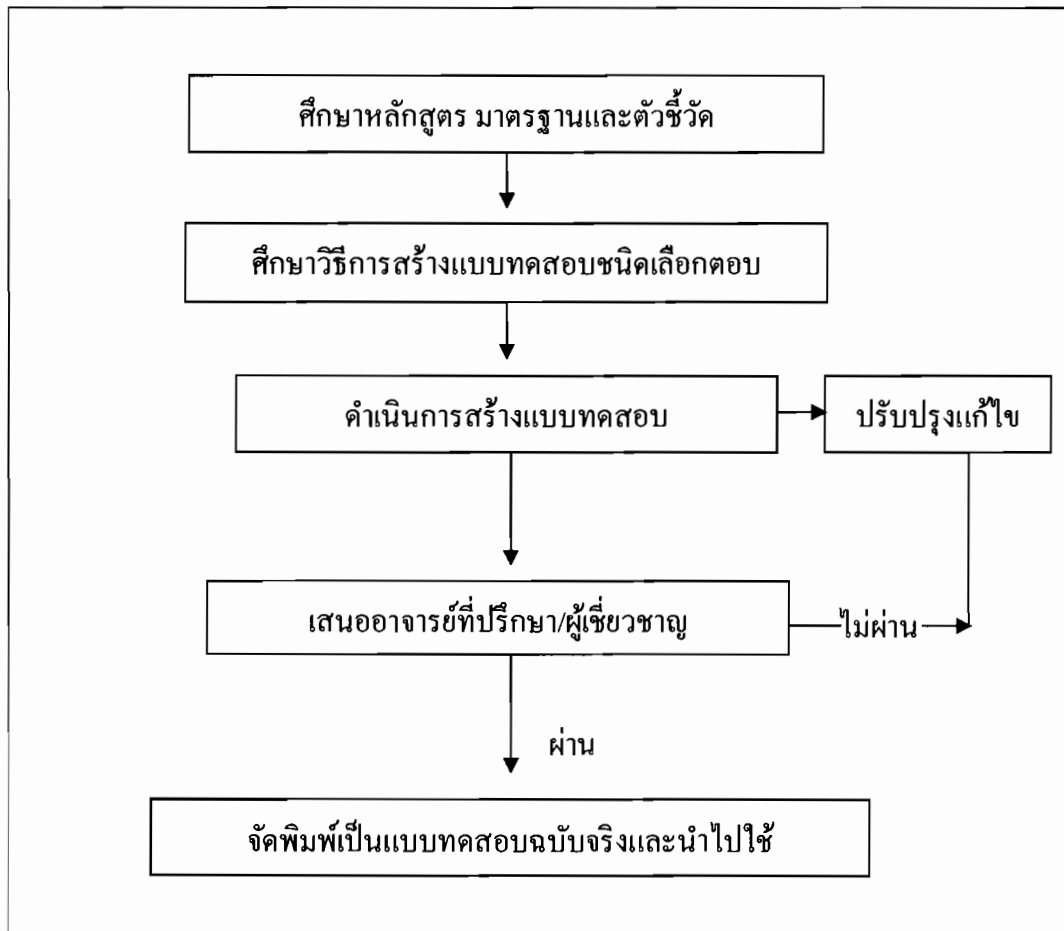 ศึกษาหลักสูตร มาตรฐานและตัวชี้วัด
ศึกษาวิธีการสร้างแบบทดสอบชนิดเลือกตอบ
ดำเนินการสร้างแบบทดสอบ
ปรับปรุงแก้ไข
เสนออาจารย์ที่ปรึกษา/ผู้เชี่ยวชาญ
ไม่ผ่าน
ผ่าน
จัดพิมพ์เป็นแบบทดสอบฉบับจริงและนำไปใช้